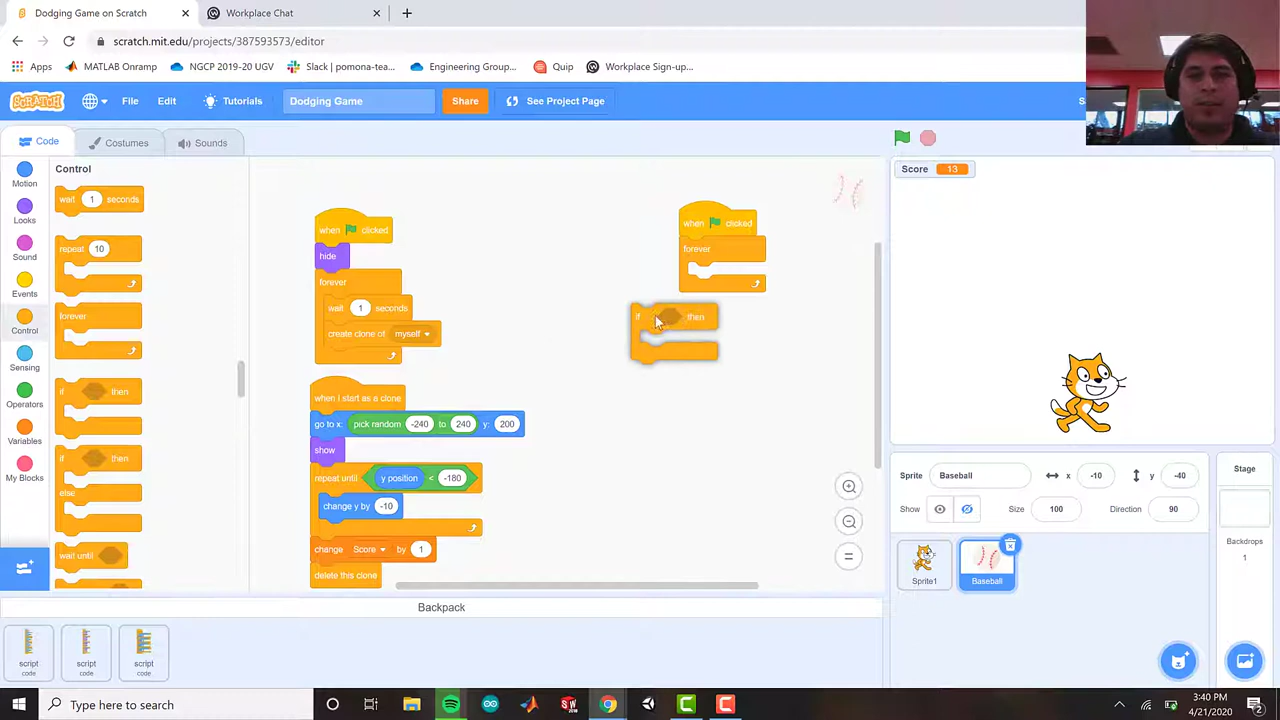 Dodging Game on Scratch
Workplace Chat
scratch.mit.edu/projects/387593573/editor
Apps
MATLAB Onramp
NGCP 2019-20 UGV
Slack | pomona-tea...
Engineering Group...
Quip
Workplace Sign-up...
SCRATCH
File
Edit
Tutorials
Dodging Game
Share
See Project Page
Code
Costumes
Sounds
Motion
Looks
Sound
Events
Control
Sensing
Operators
Variables
My Blocks
Control
wait 1 seconds
repeat 10
forever
if then
if then
else
wait until
when clicked
hide
forever
wait 1 seconds
create clone of myself
when I start as a clone
go to x: pick random -240 to 240 y: 200
show
repeat until y position < -180
change y by -10
change Score by 1
delete this clone
when clicked
forever
if then
Score 13
Sprite Baseball x -10 y -40
Show Size 100 Direction 90
Sprite1
Baseball
Stage
Backdrops
1
Backpack
script
code
script
code
script
code
Type here to search
3:40 PM
4/21/2020
2